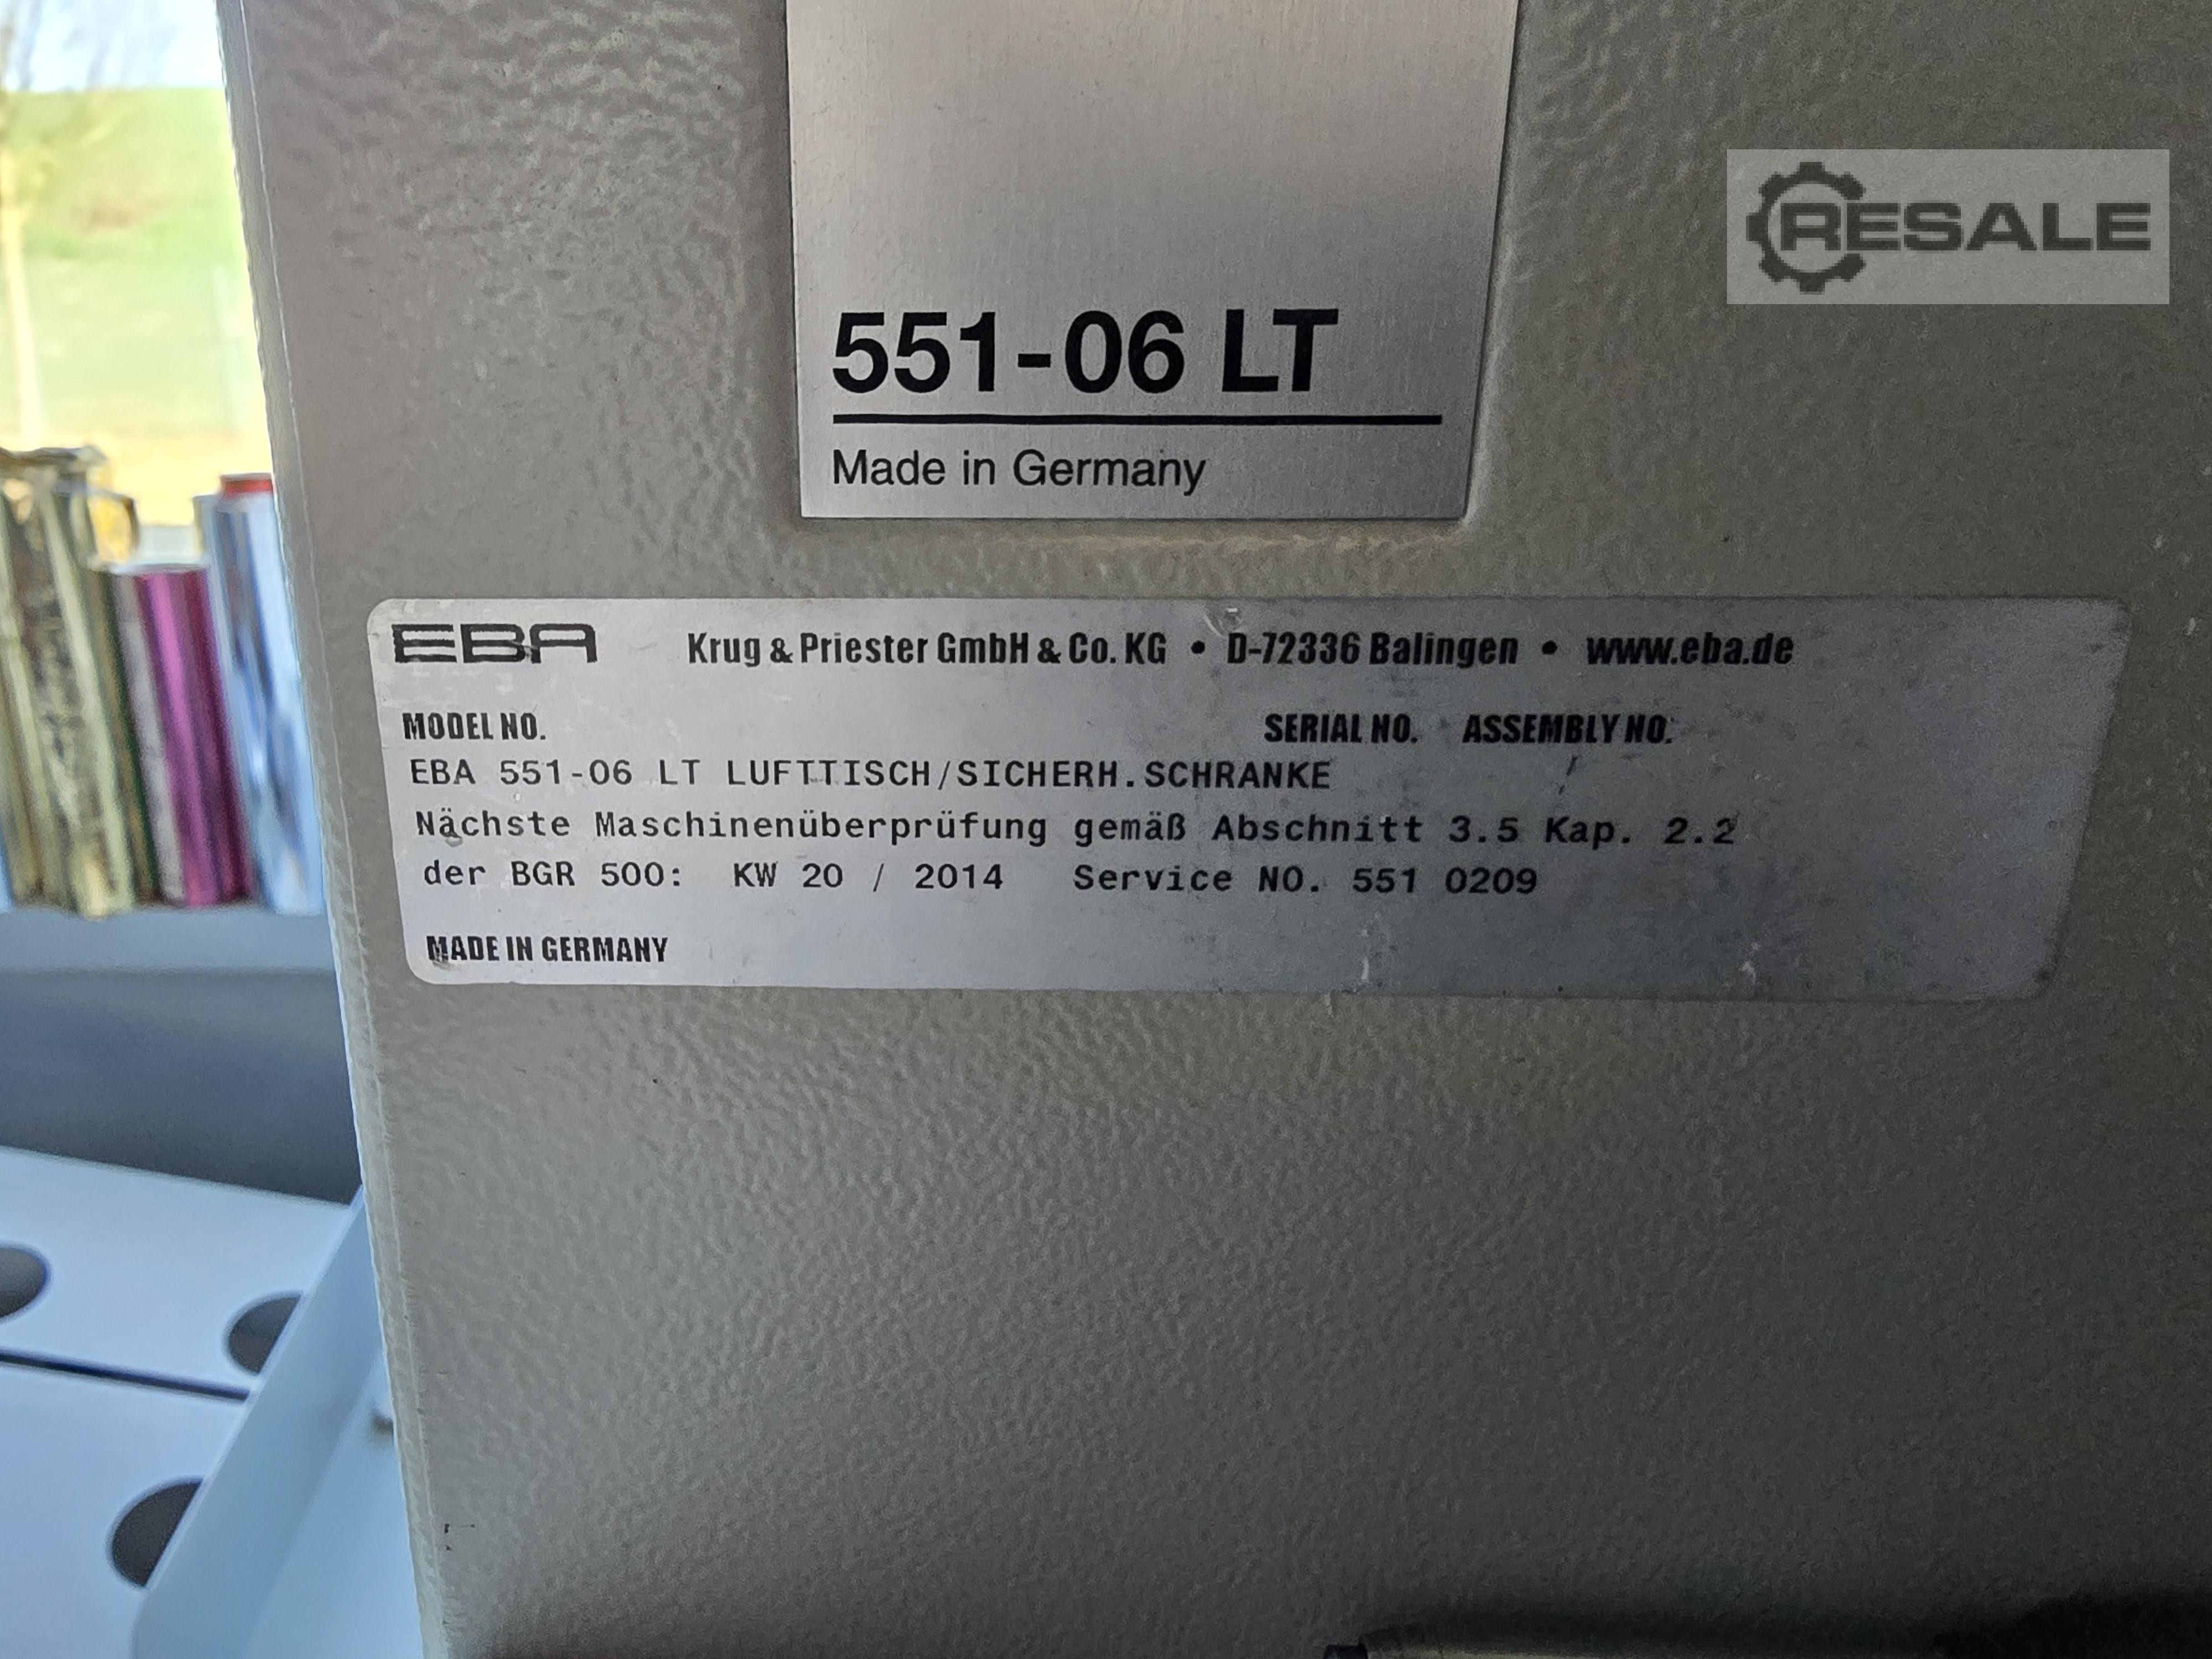 RESALE
551-06 LT
Made in Germany
EBA Krug & Priester GmbH & Co. KG • D-72336 Balingen • www.eba.de
MODEL NO. SERIAL NO. ASSEMBLY NO.
EBA 551-06 LT LUFTTISCH/SICHERH.SCHRANKE
Nächste Maschinenüberprüfung gemäß Abschnitt 3.5 Kap. 2.2
der BGR 500: KW 20 / 2014 Service NO. 551 0209
MADE IN GERMANY